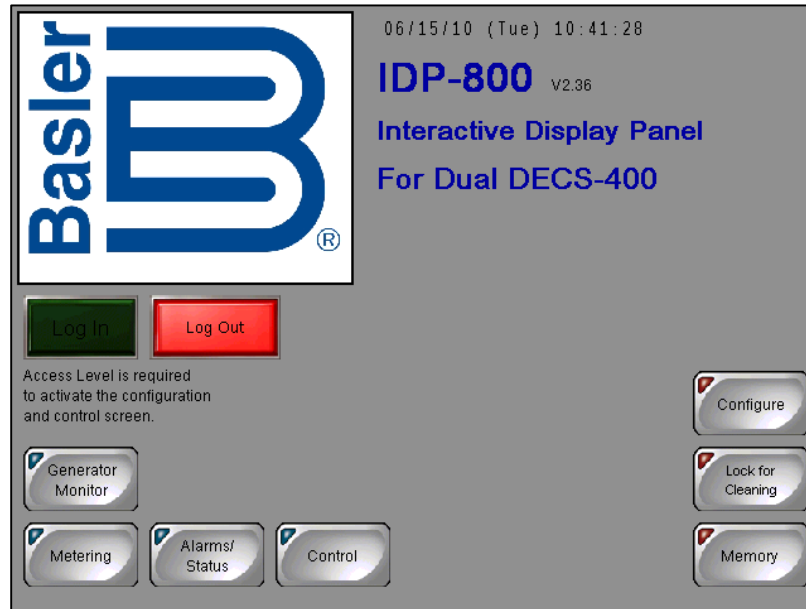 Basler
®
06/15/10 (Tue) 10:41:28
IDP-800 V2.36
Interactive Display Panel
For Dual DECS-400
Log In
Log Out
Access Level is required
to activate the configuration
and control screen.
Configure
Generator
Monitor
Lock for
Cleaning
Metering
Alarms/
Status
Control
Memory